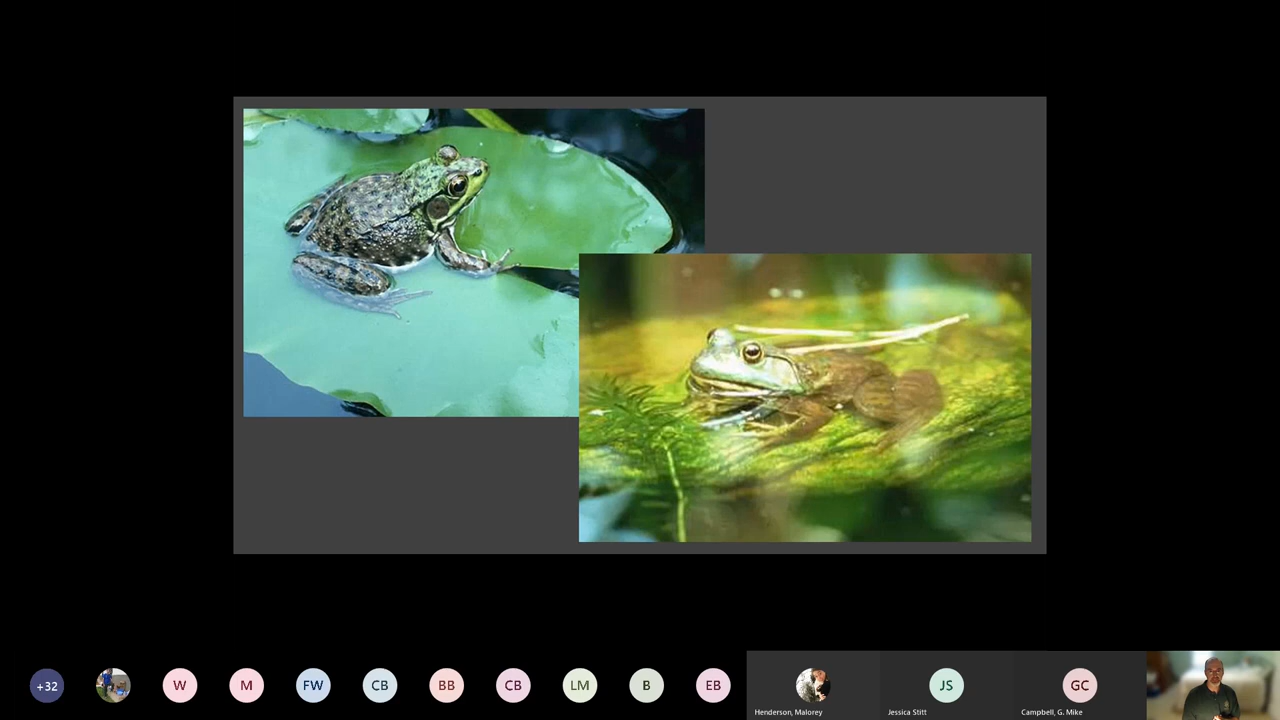 +32
W
M
FW
CB
BB
CB
LM
B
EB
JS
GC
Henderson, Malorey
Jessica Stitt
Campbell, G. Mike